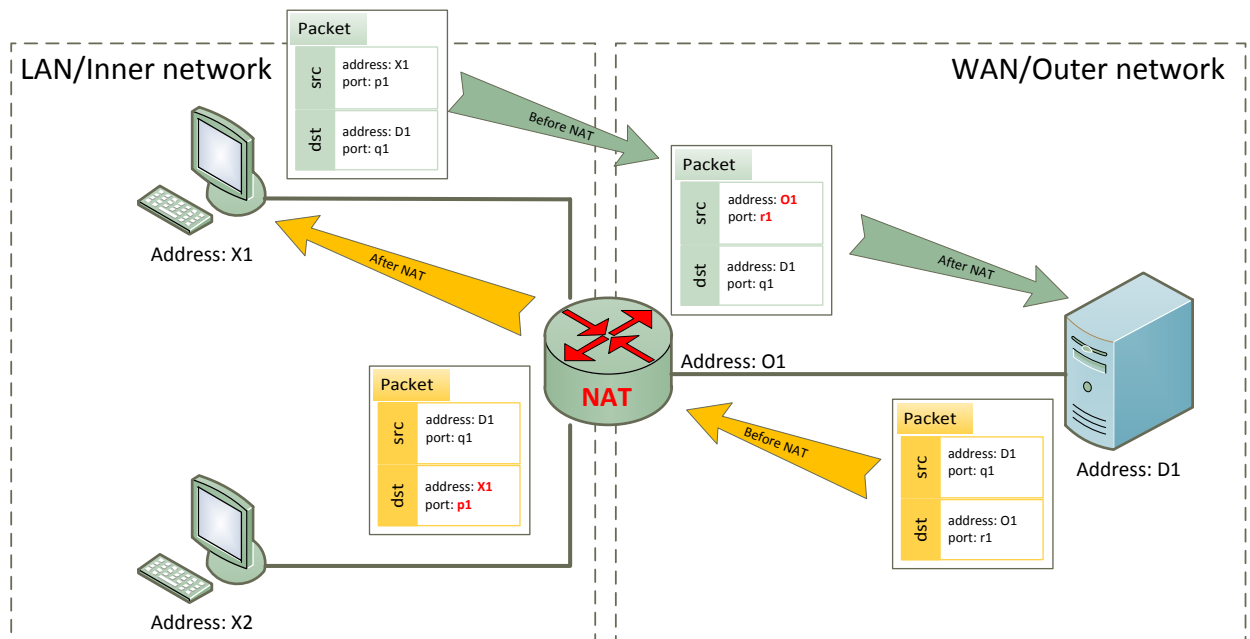 LAN/Inner network
Packet
src
address: X1
port: p1
dst
address: D1
port: q1
Before NAT
WAN/Outer network
Packet
src
address: O1
port: r1
dst
address: D1
port: q1
After NAT
Address: X1
After NAT
NAT
Address: O1
Packet
src
address: D1
port: q1
dst
address: X1
port: p1
Before NAT
Packet
src
address: D1
port: q1
dst
address: O1
port: r1
Address: D1
Address: X2